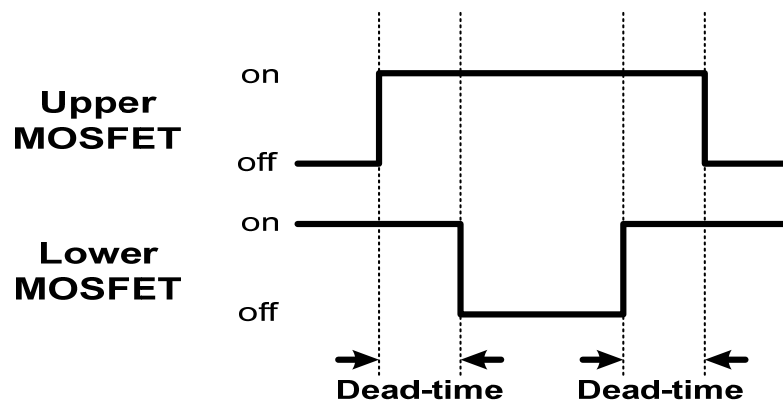 on
Upper
MOSFET
off
on
Lower
MOSFET
off
Dead-time Dead-time